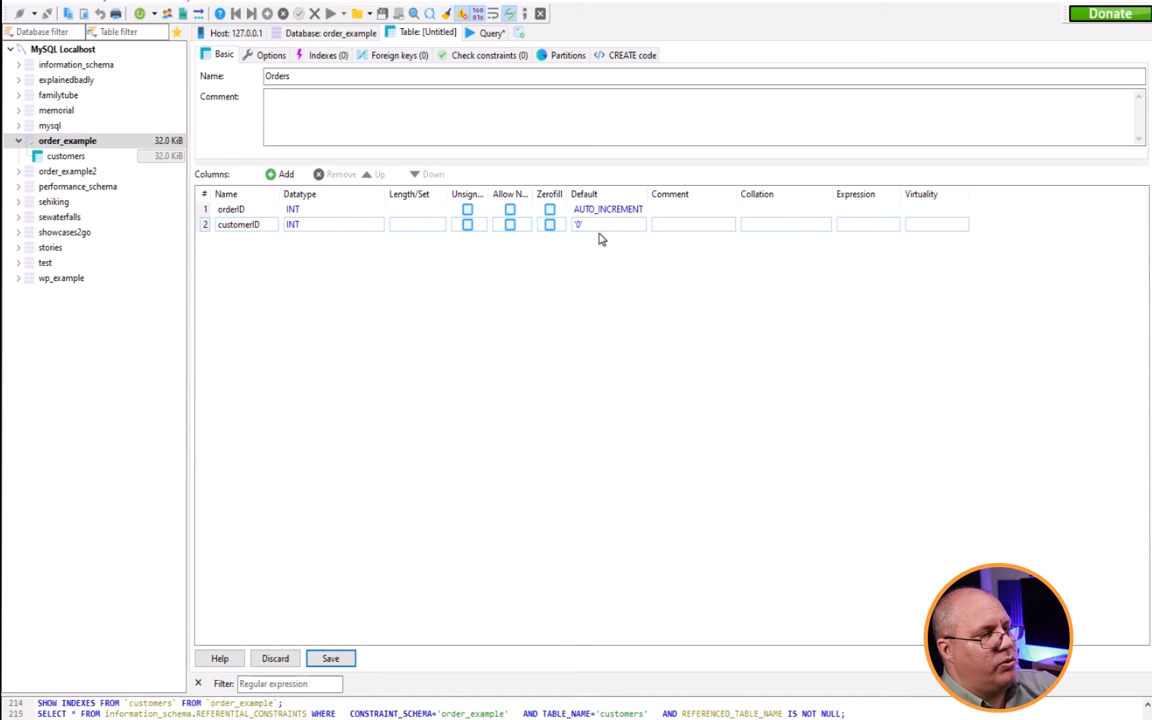 Donate
Database filter Table filter Host: 127.0.0.1 Database: order_example Table: [Untitled] Query*
MySQL Localhost
information_schema
explainedbadly
familytube
memorial
mysql
order_example 32.0 KiB
customers 32.0 KiB
order_example2
performance_schema
sehiking
sewaterfalls
showcases2go
stories
test
wp_example
Basic Options Indexes (0) Foreign keys (0) Check constraints (0) Partitions </> CREATE code
Name: Orders
Comment:
Columns: Add Remove Up Down
# Name Datatype Length/Set Unsign... Allow N... Zerofill Default Comment Collation Expression Virtuality
1 orderID INT AUTO_INCREMENT
2 customerID INT '0'
Help Discard Save
Filter: Regular expression
214 SHOW INDEXES FROM `customers` FROM `order_example`;
215 SELECT * FROM information_schema.REFERENTIAL_CONSTRAINTS WHERE CONSTRAINT_SCHEMA='order_example' AND TABLE_NAME='customers' AND REFERENCED_TABLE_NAME IS NOT NULL;